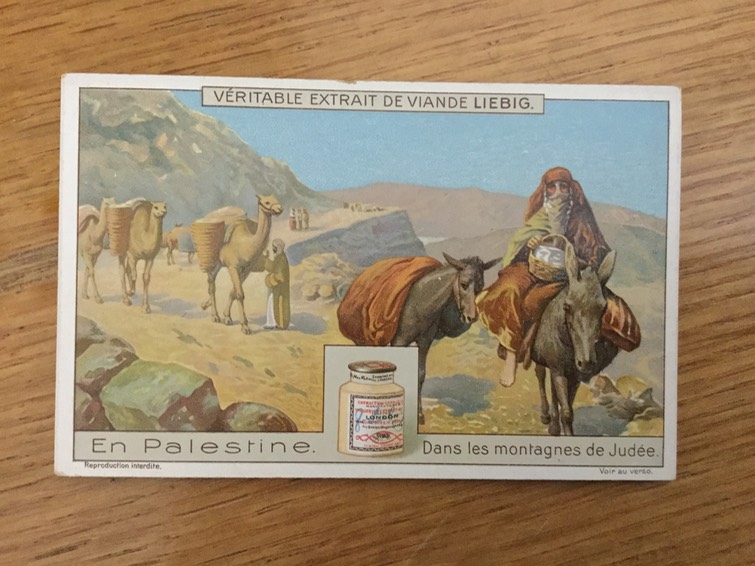 VÉRITABLE EXTRAIT DE VIANDE LIEBIG.
LONDON
En Palestine.
Dans les montagnes de Judée.
Reproduction interdite.
Voir au verso.